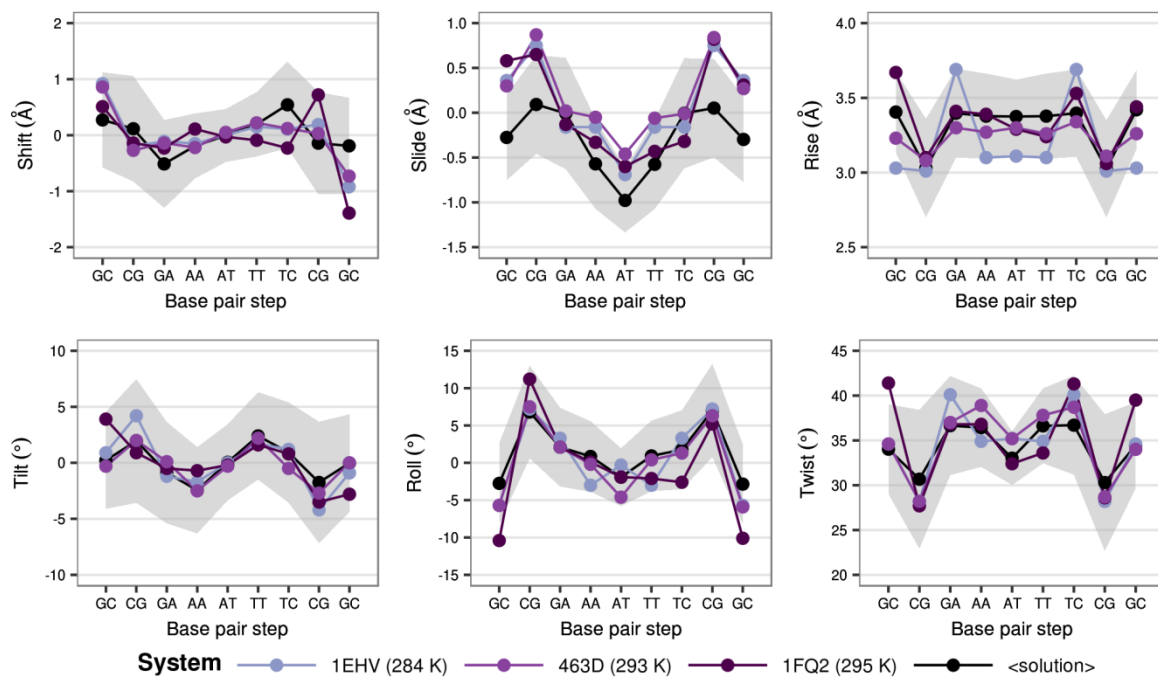 Shift (Å)
2
1
0
-1
-2
GC CG GA AA AT TT TC CG GC
Base pair step
Slide (Å)
1.0
0.5
0.0
-0.5
-1.0
-1.5
GC CG GA AA AT TT TC CG GC
Base pair step
Rise (Å)
4.0
3.5
3.0
2.5
GC CG GA AA AT TT TC CG GC
Base pair step
Tilt (°)
10
5
0
-5
-10
GC CG GA AA AT TT TC CG GC
Base pair step
Roll (°)
15
10
5
0
-5
-10
-15
GC CG GA AA AT TT TC CG GC
Base pair step
Twist (°)
45
40
35
30
25
20
GC CG GA AA AT TT TC CG GC
Base pair step
System 1EHV (284 K) 463D (293 K) 1FQ2 (295 K) <solution>